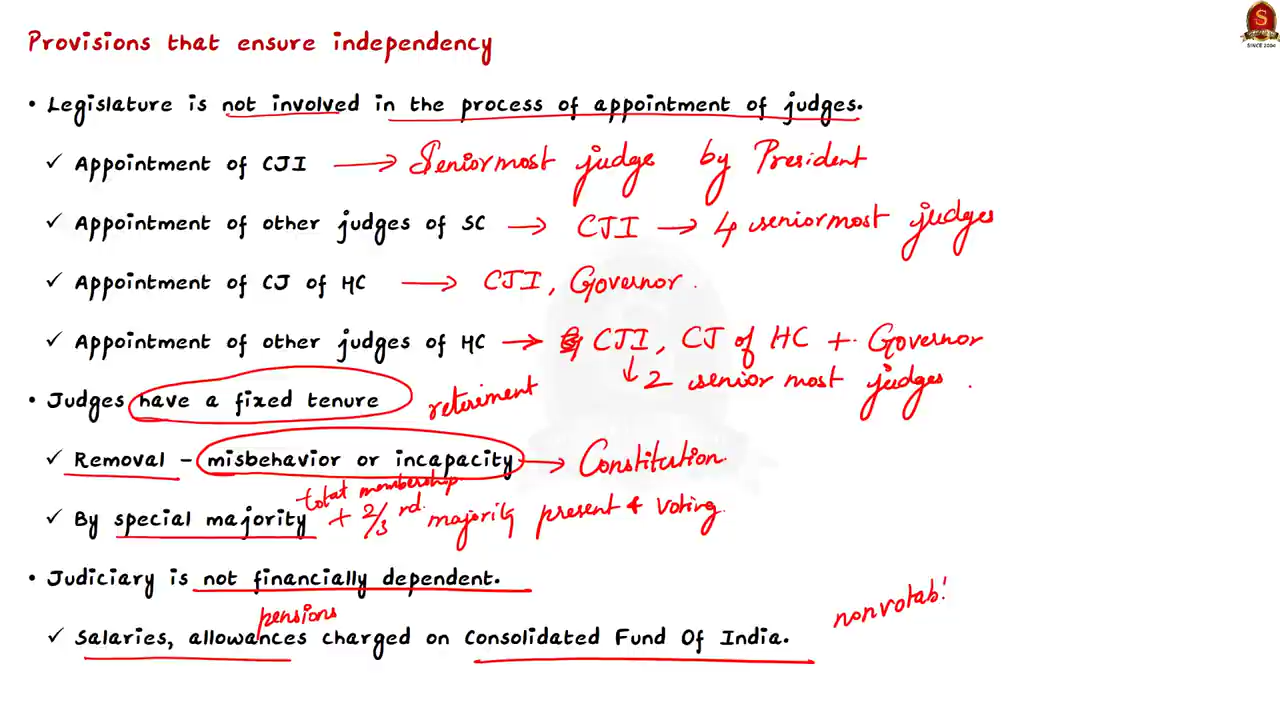 S
SINCE 2004
Provisions that ensure independency
• Legislature is not involved in the process of appointment of judges.
✓ Appointment of CJI → Seniormost judge by President
✓ Appointment of other judges of SC → CJI → 4 seniormost judges
✓ Appointment of CJ of HC → CJI, Governor.
✓ Appointment of other judges of HC → CJI, CJ of HC + Governor
↓ 2 senior most judges.
• Judges have a fixed tenure reteriment
✓ Removal - misbehavior or incapacity → Constitution.
total membership
✓ By special majority + 2/3 rd. majority present & voting.
• Judiciary is not financially dependent.
pensions
nonvotab
✓ Salaries, allowances charged on Consolidated Fund Of India.